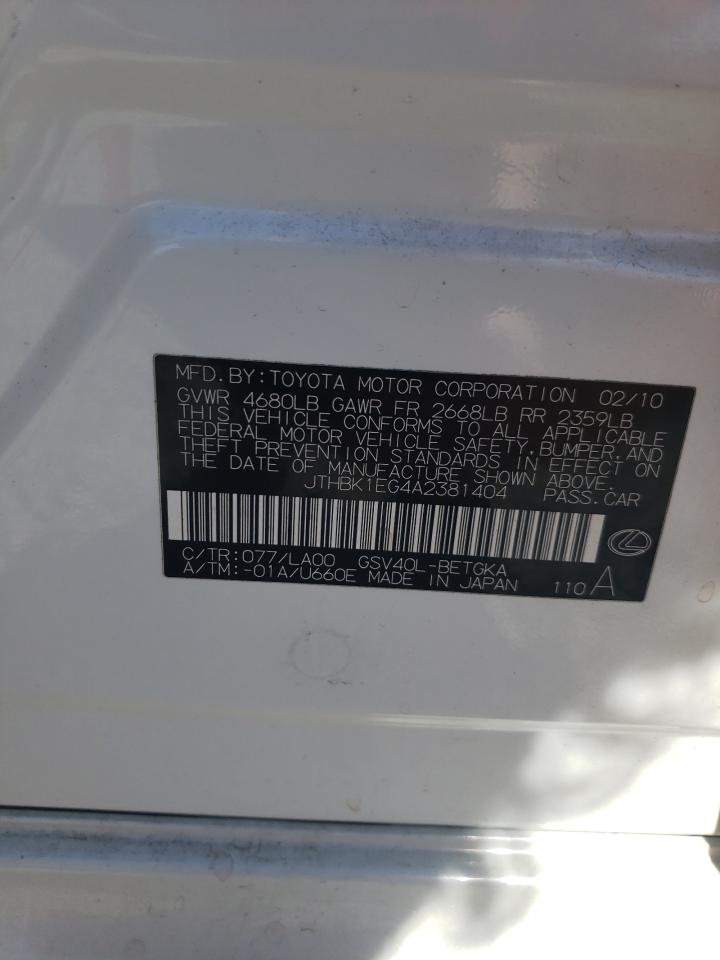 MFD.BY:TOYOTA MOTOR CORPORATION 02/10
GVWR 4680LB GAWR FR 2668LB RR 2359LB
THIS VEHICLE CONFORMS TO ALL APPLICABLE
FEDERAL MOTOR VEHICLE SAFETY,BUMPER,AND
THEFT PREVENTION STANDARDS IN EFFECT ON
THE DATE OF MANUFACTURE SHOWN ABOVE.
JTHBK1EG4A2381404 PASS.CAR
C/TR:077/LA00 GSV40L-BETGKA
A/TM:-01A/U660E MADE IN JAPAN 110 A